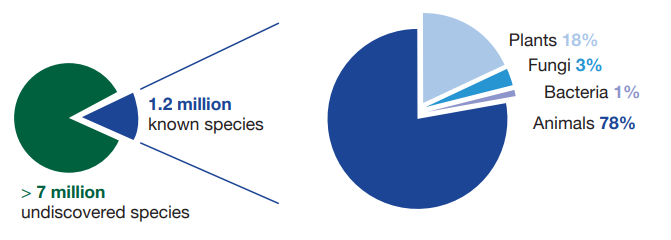 1.2 million
known species
> 7 million
undiscovered species
Plants 18%
Fungi 3%
Bacteria 1%
Animals 78%